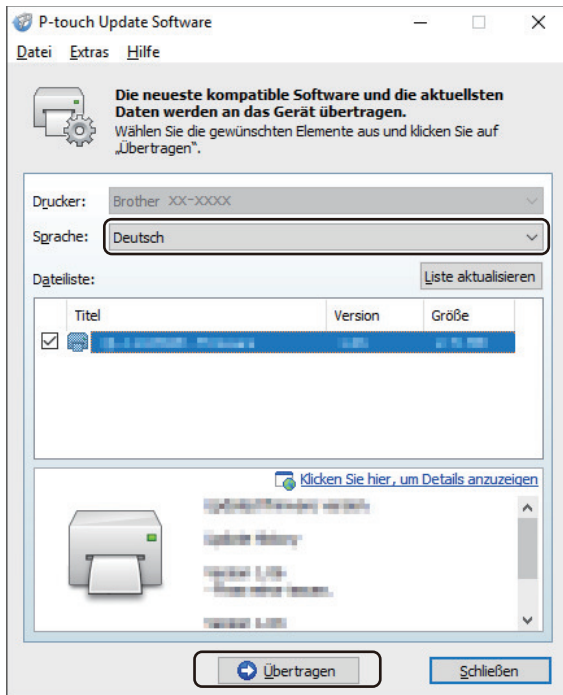 P-touch Update Software
Datei Extras Hilfe
Die neueste kompatible Software und die aktuellsten
Daten werden an das Gerät übertragen.
Wählen Sie die gewünschten Elemente aus und klicken Sie auf
„Übertragen".
Drucker: Brother XX-XXXX
Sprache: Deutsch
Dateiliste: Liste aktualisieren
Titel Version Größe
Klicken Sie hier, um Details anzuzeigen
Übertragen Schließen